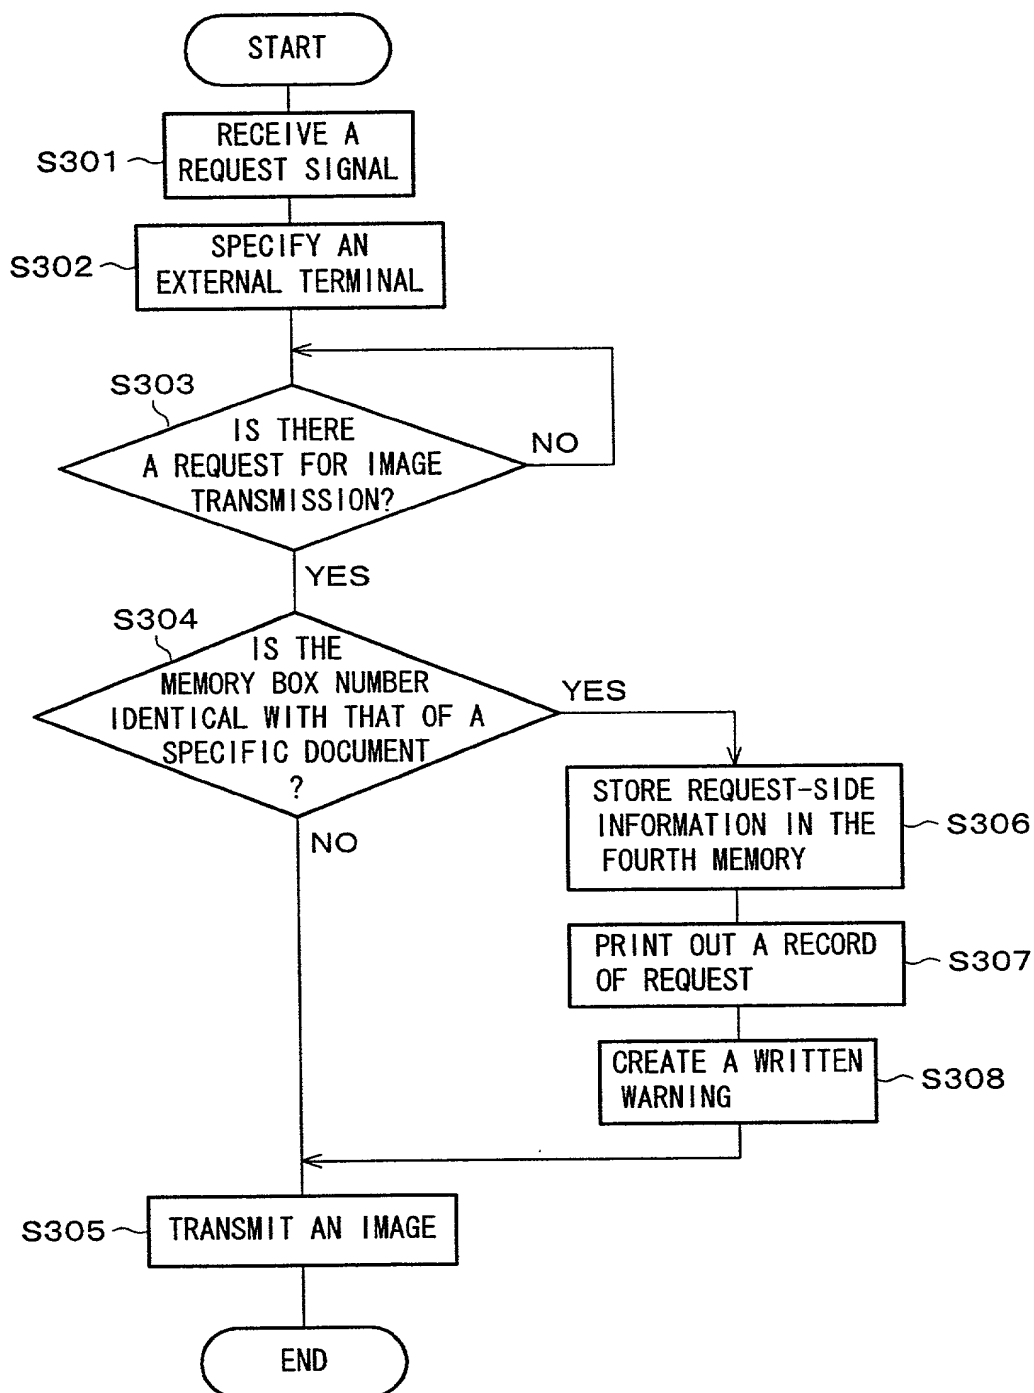 START
S301
RECEIVE A
REQUEST SIGNAL
S302
SPECIFY AN
EXTERNAL TERMINAL
S303
IS THERE
A REQUEST FOR IMAGE
TRANSMISSION?
NO
YES
S304
IS THE
MEMORY BOX NUMBER
IDENTICAL WITH THAT OF A
SPECIFIC DOCUMENT
?
YES
NO
STORE REQUEST-SIDE
INFORMATION IN THE
FOURTH MEMORY
S306
PRINT OUT A RECORD
OF REQUEST
S307
CREATE A WRITTEN
WARNING
S308
S305
TRANSMIT AN IMAGE
END